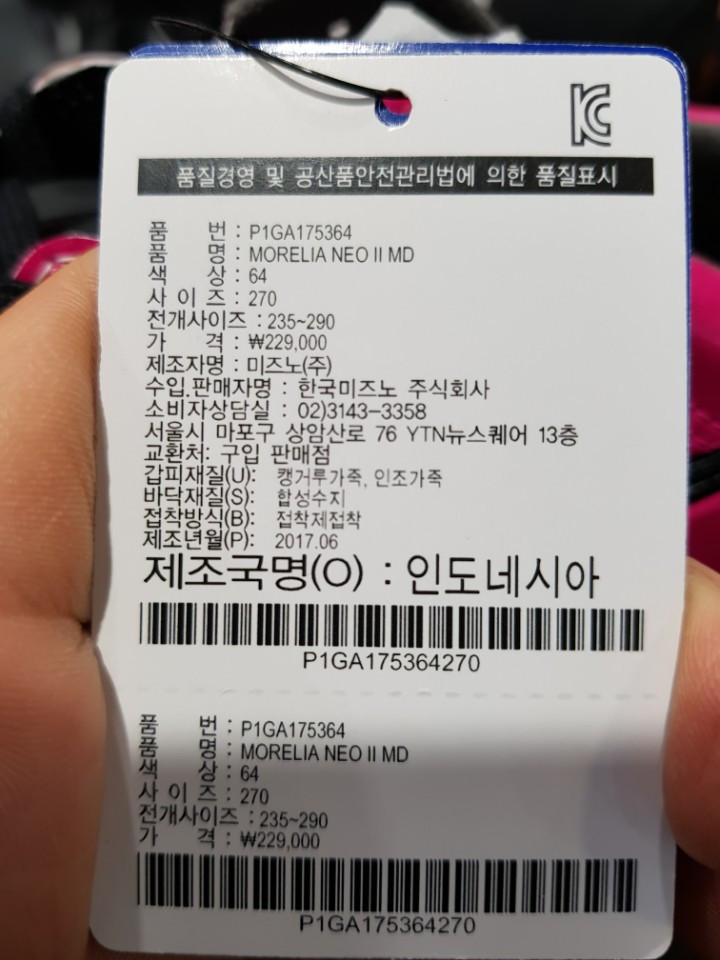 KC
품질경영 및 공산품안전관리법에 의한 품질표시
품 번 : P1GA175364
품 명 : MORELIA NEO II MD
색 상 : 64
사 이 즈 : 270
전개사이즈 : 235~290
가 격 : ₩229,000
제조자명 : 미즈노(주)
수입.판매자명 : 한국미즈노 주식회사
소비자상담실 : 02)3143-3358
서울시 마포구 상암산로 76 YTN뉴스퀘어 13층
교환처: 구입 판매점
갑피재질(U): 캥거루가죽, 인조가죽
바닥재질(S): 합성수지
접착방식(B): 접착제접착
제조년월(P): 2017.06
제조국명(O) : 인도네시아
P1GA175364270
품 번 : P1GA175364
품 명 : MORELIA NEO II MD
색 상 : 64
사 이 즈 : 270
전개사이즈 : 235~290
가 격 : ₩229,000
P1GA175364270